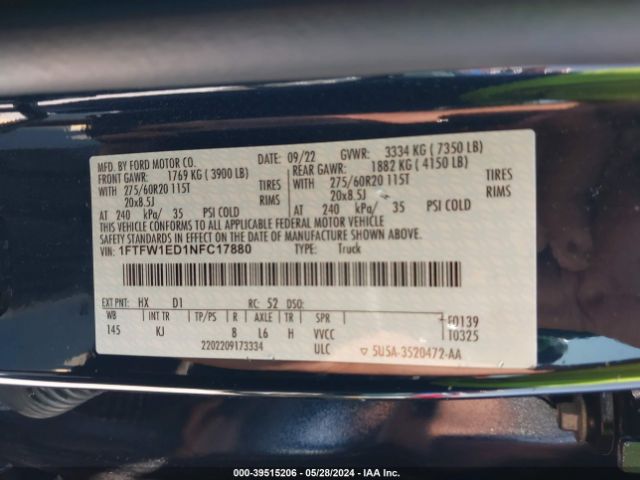 MFD. BY FORD MOTOR CO.
DATE: 09/22 GVWR: 3334 KG ( 7350 LB)
FRONT GAWR: 1769 KG ( 3900 LB) REAR GAWR: 1882 KG ( 4150 LB)
WITH 275/60R20 115T TIRES WITH 275/60R20 115T TIRES
20x8.5J RIMS 20x8.5J RIMS
AT 240 kPa/ 35 PSI COLD AT 240 kPa/ 35 PSI COLD
THIS VEHICLE CONFORMS TO ALL APPLICABLE FEDERAL MOTOR VEHICLE
SAFETY STANDARDS IN EFFECT ON THE DATE OF MANUFACTURE SHOWN ABOVE.
VIN: 1FTFW1ED1NFC17880 TYPE: Truck
EXT PNT: HX D1 RC: 52 DSO:
WB INT TR TP/PS R AXLE TR SPR F0139
145 KJ 8 L6 H VVCC T0325
2202209173334 ULC ▽ 5USA-3520472-AA
000-39515206 - 05/28/2024 - IAA Inc.